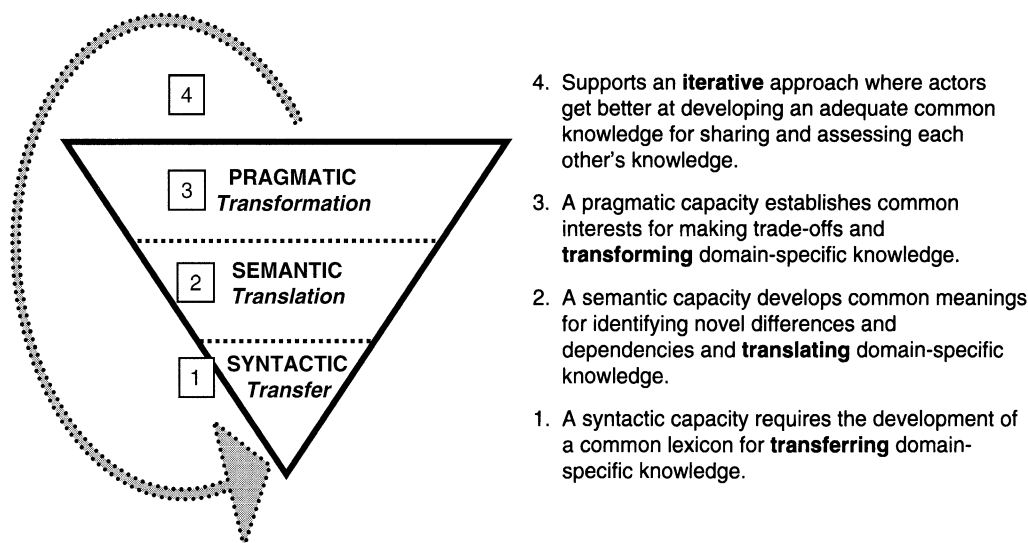 4
3
PRAGMATIC
Transformation
2
SEMANTIC
Translation
1
SYNTACTIC
Transfer
4. Supports an iterative approach where actors
get better at developing an adequate common
knowledge for sharing and assessing each
other's knowledge.
3. A pragmatic capacity establishes common
interests for making trade-offs and
transforming domain-specific knowledge.
2. A semantic capacity develops common meanings
for identifying novel differences and
dependencies and translating domain-specific
knowledge.
1. A syntactic capacity requires the development of
a common lexicon for transferring domain-
specific knowledge.